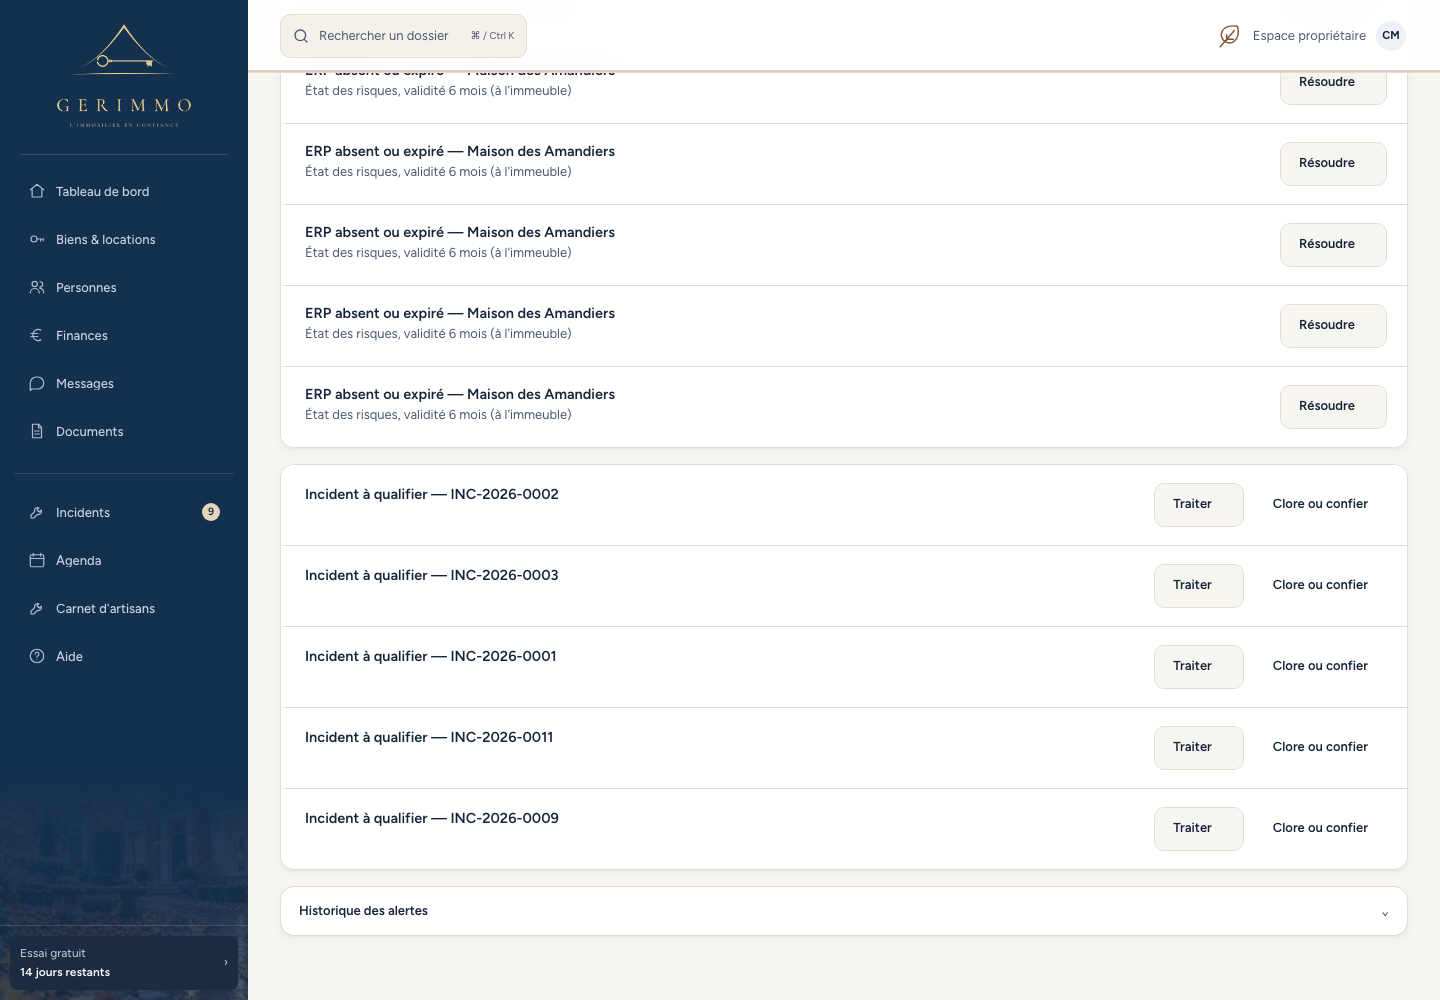 GERIMMO
L'IMMOBILIER EN CONFIANCE
Tableau de bord
Biens & locations
Personnes
Finances
Messages
Documents
Incidents
9
Agenda
Carnet d'artisans
Aide
Essai gratuit
14 jours restants
Rechercher un dossier
⌘ / Ctrl K
Espace propriétaire
CM
ERP absent ou expiré — Maison des Amandiers
État des risques, validité 6 mois (à l'immeuble)
Résoudre
ERP absent ou expiré — Maison des Amandiers
État des risques, validité 6 mois (à l'immeuble)
Résoudre
ERP absent ou expiré — Maison des Amandiers
État des risques, validité 6 mois (à l'immeuble)
Résoudre
ERP absent ou expiré — Maison des Amandiers
État des risques, validité 6 mois (à l'immeuble)
Résoudre
ERP absent ou expiré — Maison des Amandiers
État des risques, validité 6 mois (à l'immeuble)
Résoudre
Incident à qualifier — INC-2026-0002
Traiter
Clore ou confier
Incident à qualifier — INC-2026-0003
Traiter
Clore ou confier
Incident à qualifier — INC-2026-0001
Traiter
Clore ou confier
Incident à qualifier — INC-2026-0011
Traiter
Clore ou confier
Incident à qualifier — INC-2026-0009
Traiter
Clore ou confier
Historique des alertes